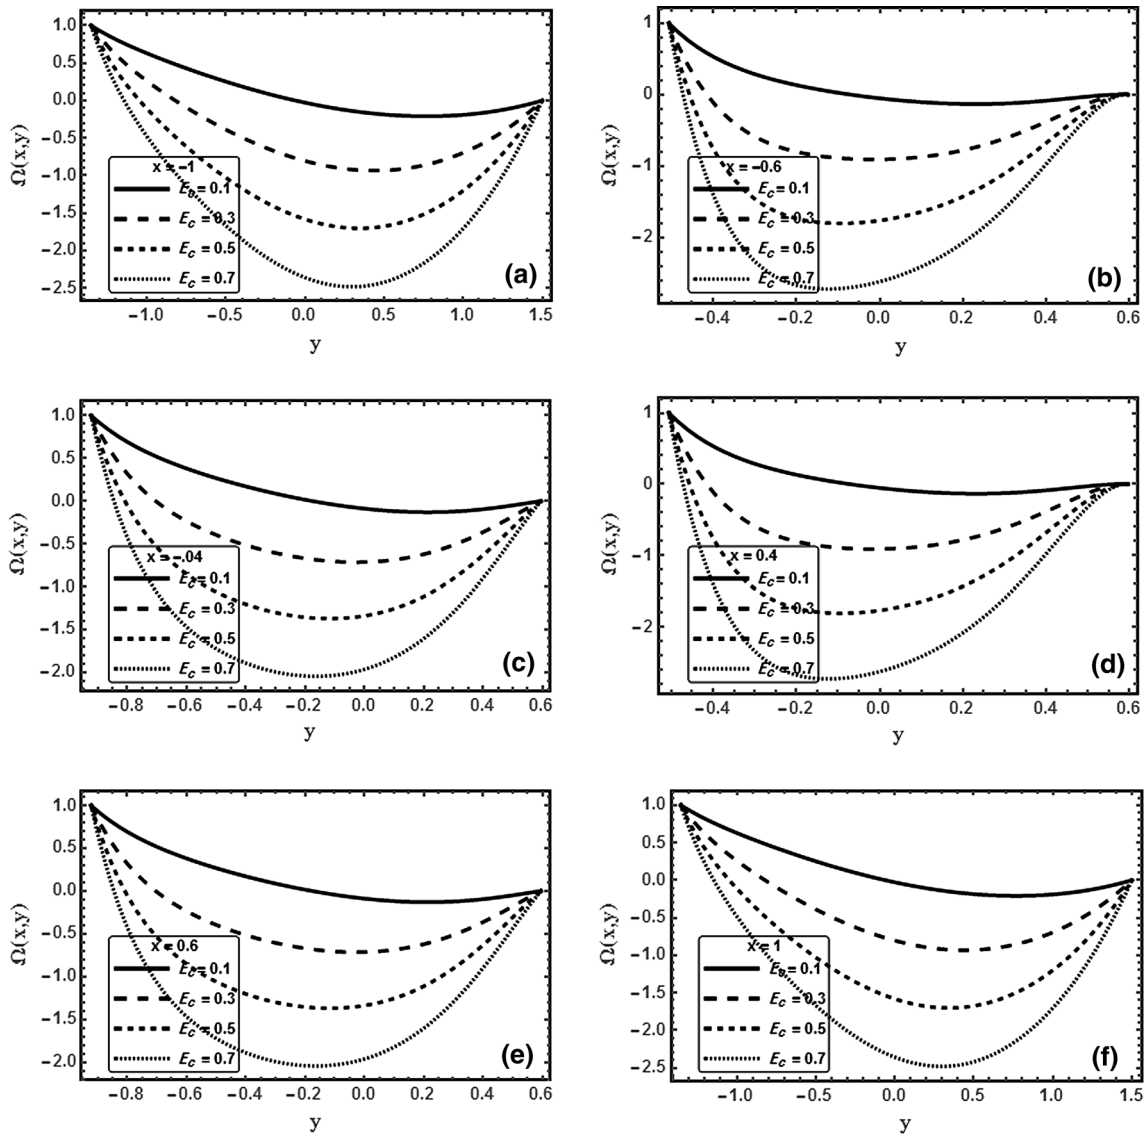 1.0
0.5
0.0
−0.5
−1.0
−1.5
−2.0
−2.5
Ω(x,y)
x = −1
E_c = 0.1
E_c = 0.3
E_c = 0.5
E_c = 0.7
(a)
−1.0 −0.5 0.0 0.5 1.0 1.5
y
1
0
−1
−2
Ω(x,y)
x = −0.6
E_c = 0.1
E_c = 0.3
E_c = 0.5
E_c = 0.7
(b)
−0.4 −0.2 0.0 0.2 0.4 0.6
y
1.0
0.5
0.0
−0.5
−1.0
−1.5
−2.0
Ω(x,y)
x = −.04
E_c = 0.1
E_c = 0.3
E_c = 0.5
E_c = 0.7
(c)
−0.8 −0.6 −0.4 −0.2 0.0 0.2 0.4 0.6
y
1
0
−1
−2
Ω(x,y)
x = 0.4
E_c = 0.1
E_c = 0.3
E_c = 0.5
E_c = 0.7
(d)
−0.4 −0.2 0.0 0.2 0.4 0.6
y
1.0
0.5
0.0
−0.5
−1.0
−1.5
−2.0
Ω(x,y)
x = 0.6
E_c = 0.1
E_c = 0.3
E_c = 0.5
E_c = 0.7
(e)
−0.8 −0.6 −0.4 −0.2 0.0 0.2 0.4 0.6
y
1.0
0.5
0.0
−0.5
−1.0
−1.5
−2.0
−2.5
Ω(x,y)
x = 1
E_c = 0.1
E_c = 0.3
E_c = 0.5
E_c = 0.7
(f)
−1.0 −0.5 0.0 0.5 1.0 1.5
y